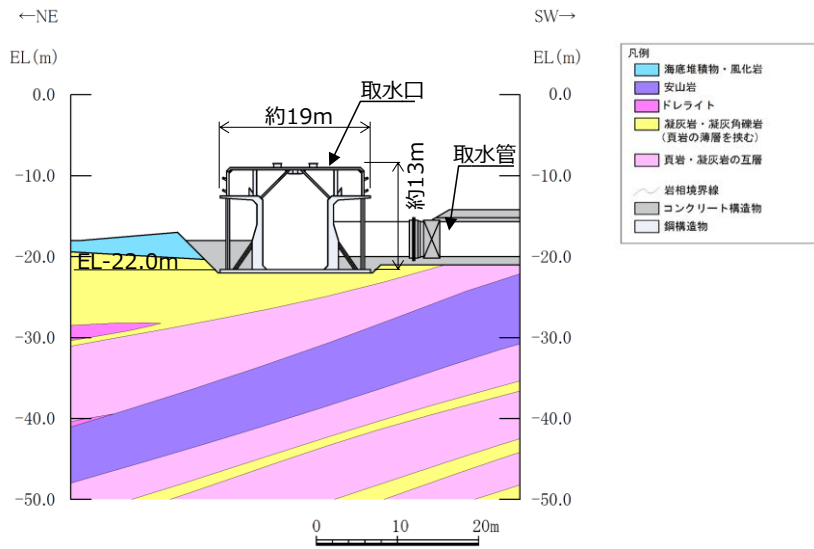 ←NE
SW→
EL(m)
EL(m)
取水口
約19m
取水管
約13m
EL-22.0m
0.0
-10.0
-20.0
-30.0
-40.0
-50.0
0.0
-10.0
-20.0
-30.0
-40.0
-50.0
0
10
20m
凡例
海底堆積物・風化岩
安山岩
ドレライト
凝灰岩・凝灰角礫岩
(頁岩の薄層を挟む)
頁岩・凝灰岩の互層
岩相境界線
コンクリート構造物
鋼構造物